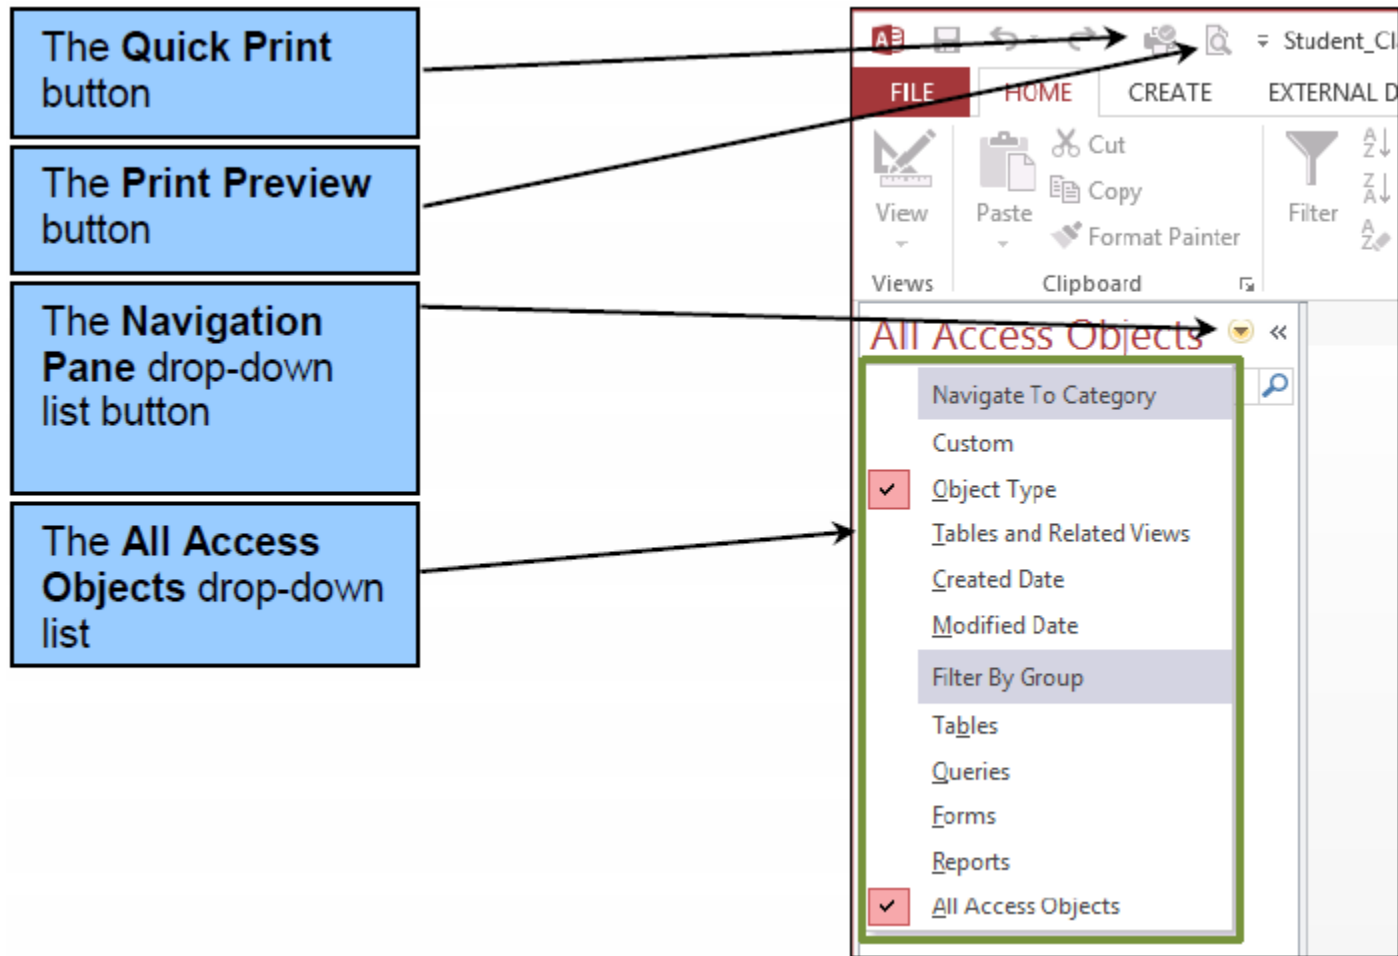 The Quick Print
button
The Print Preview
button
The Navigation
Pane drop-down
list button
The All Access
Objects drop-down
list
Student_Cl
FILE
HOME
CREATE
EXTERNAL D
View
Paste
Cut
Copy
Format Painter
Filter
Views
Clipboard
All Access Objects
Navigate To Category
Custom
Object Type
Tables and Related Views
Created Date
Modified Date
Filter By Group
Tables
Queries
Forms
Reports
All Access Objects